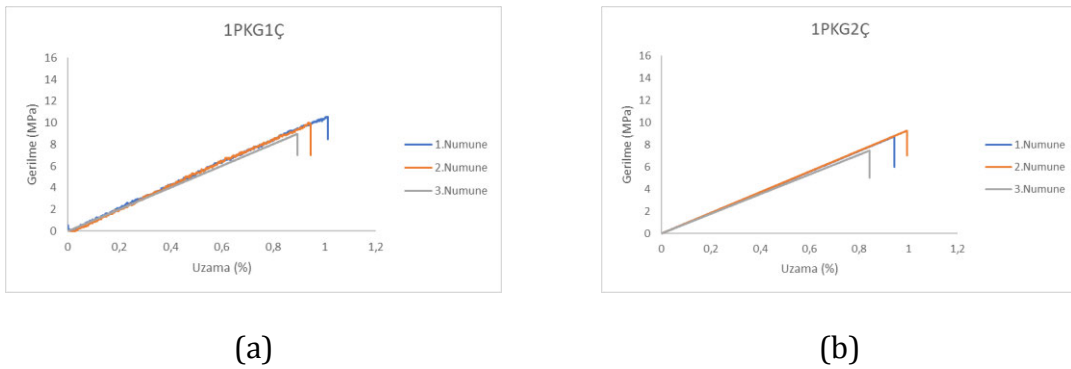 1PKG1Ç
16
14
12
10
8
6
4
2
0
Gerilme (MPa)
0 0,2 0,4 0,6 0,8 1 1,2
Uzama (%)
1.Numune
2.Numune
3.Numune
(a)
1PKG2Ç
16
14
12
10
8
6
4
2
0
Gerilme (MPa)
0 0,2 0,4 0,6 0,8 1 1,2
Uzama (%)
1.Numune
2.Numune
3.Numune
(b)